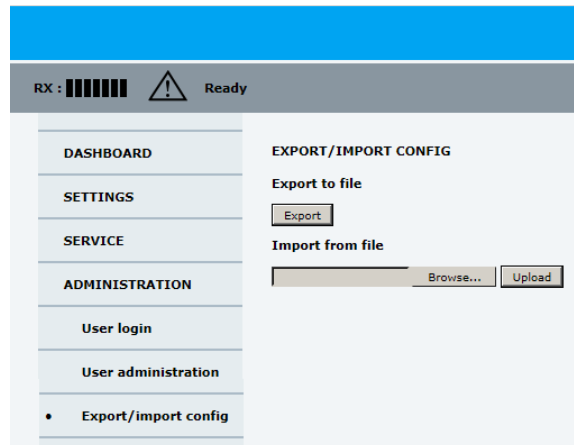 RX :
Ready
DASHBOARD
SETTINGS
SERVICE
ADMINISTRATION
User login
User administration
• Export/import config
EXPORT/IMPORT CONFIG
Export to file
Export
Import from file
Browse... Upload